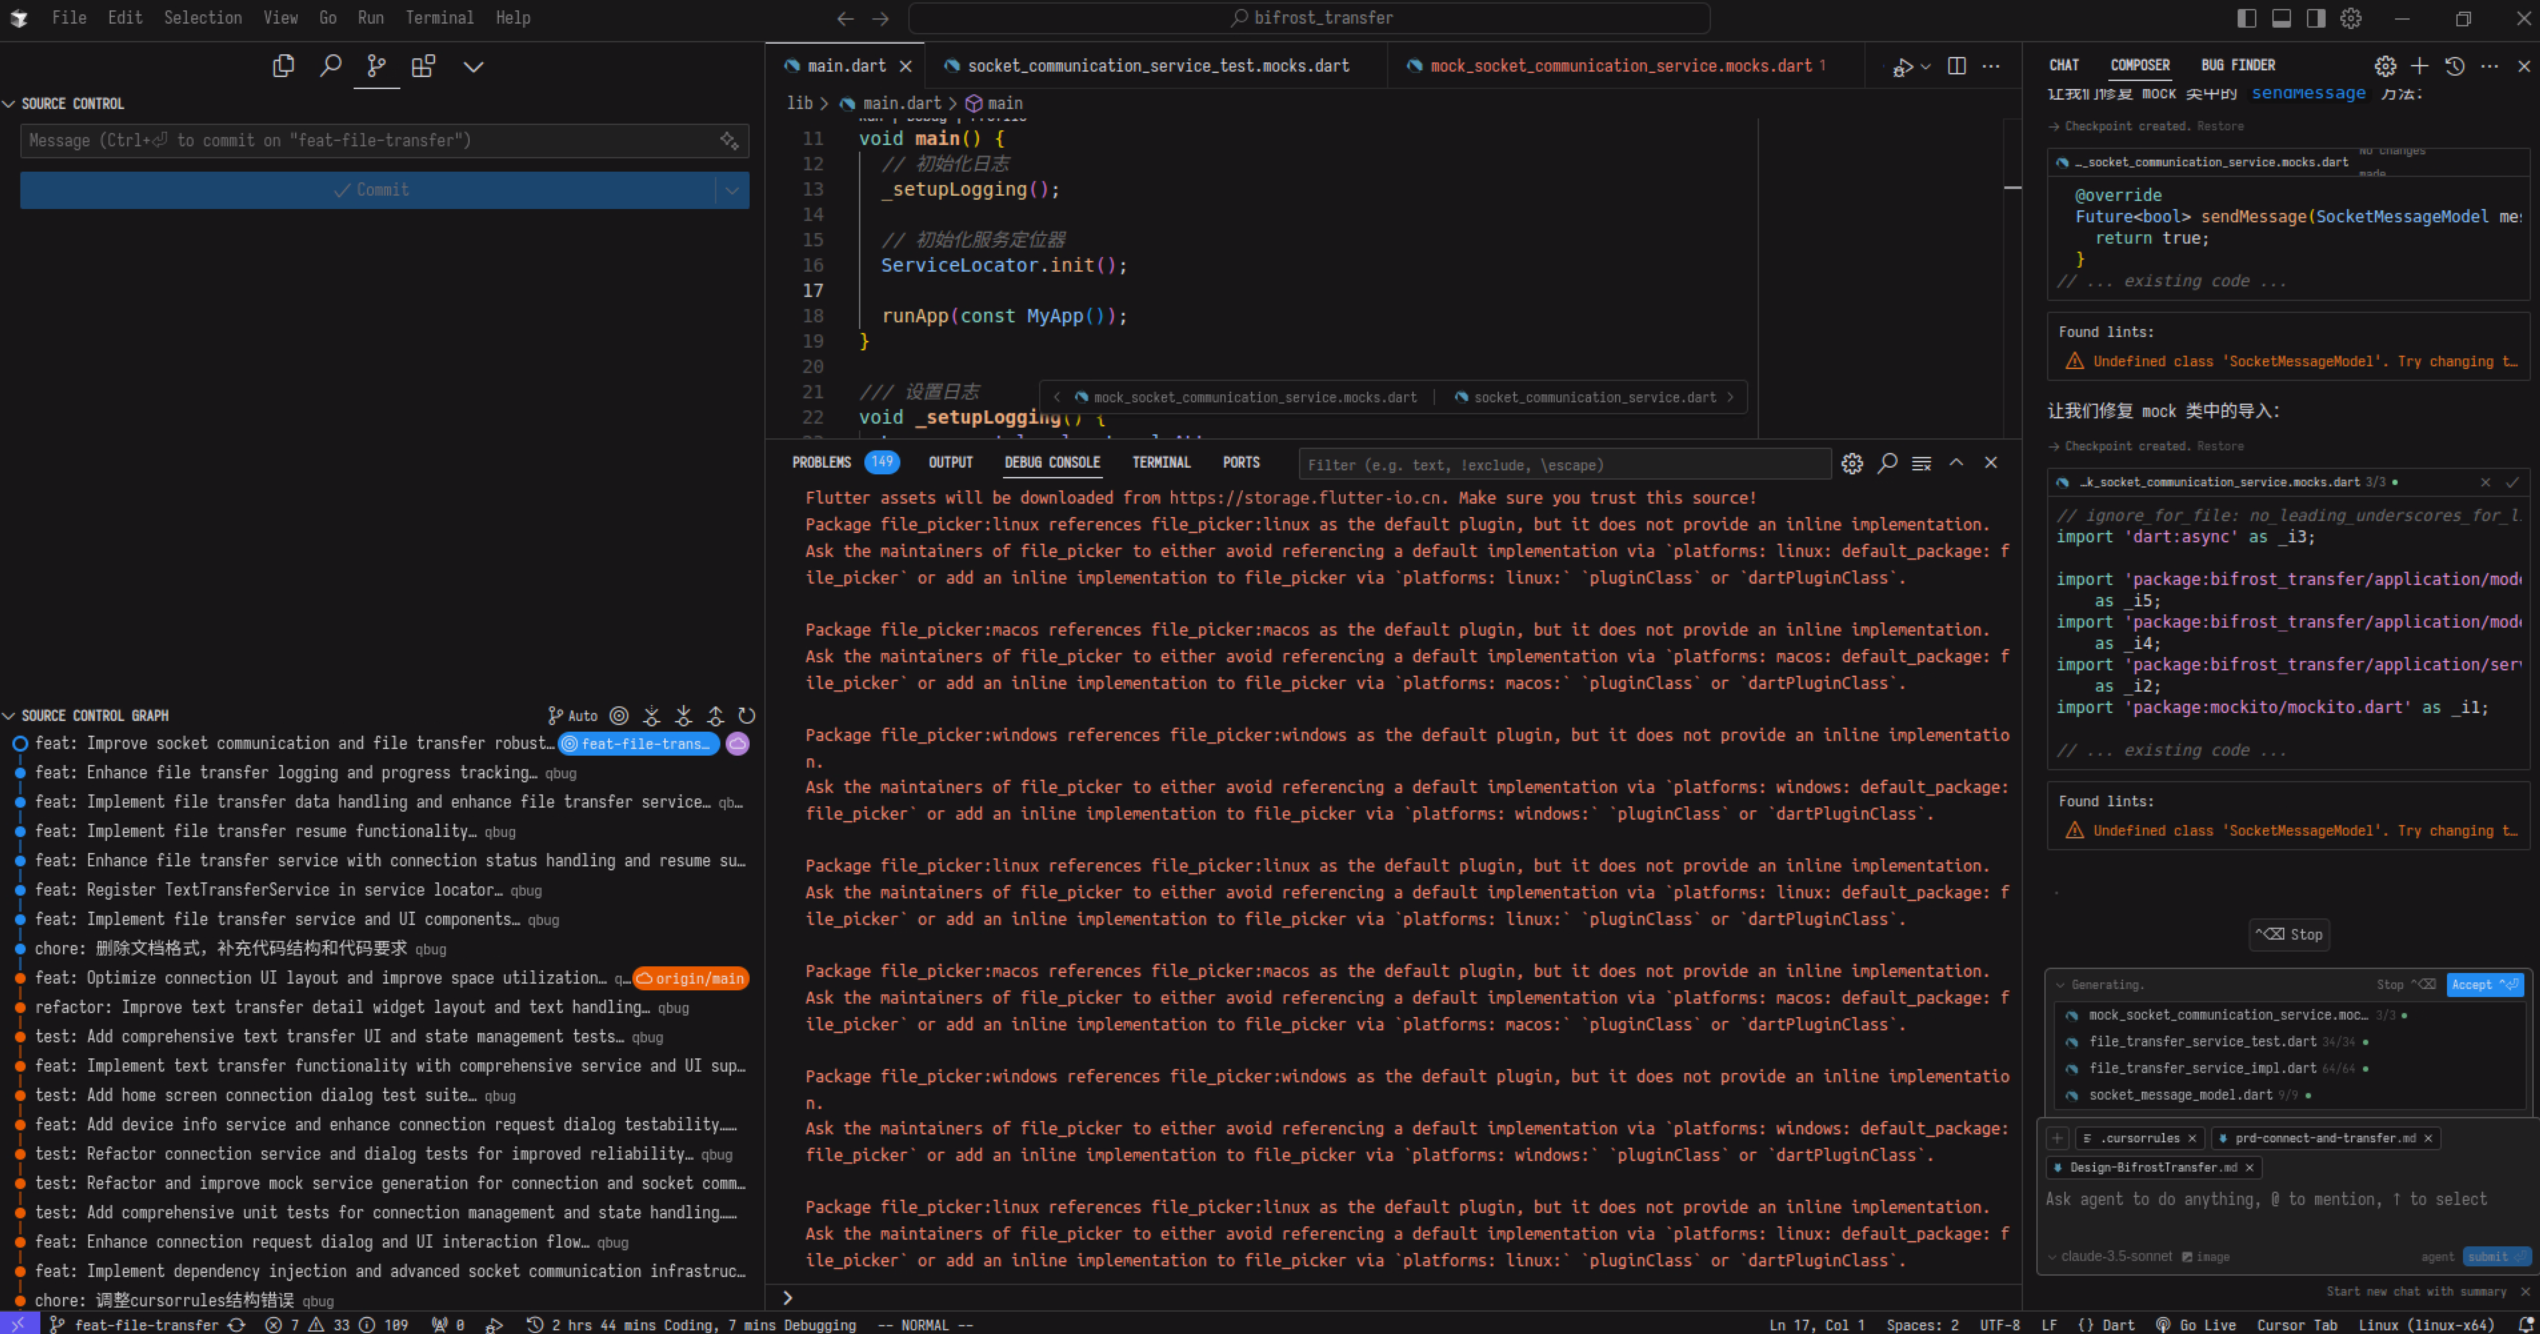 File Edit Selection View Go Run Terminal Help
bifrost_transfer
SOURCE CONTROL
Message (Ctrl+⏎ to commit on "feat-file-transfer")
Commit
SOURCE CONTROL GRAPH
Auto
feat: Improve socket communication and file transfer robust… feat-file-trans…
feat: Enhance file transfer logging and progress tracking… qbug
feat: Implement file transfer data handling and enhance file transfer service… qb…
feat: Implement file transfer resume functionality… qbug
feat: Enhance file transfer service with connection status handling and resume su…
feat: Register TextTransferService in service locator… qbug
feat: Implement file transfer service and UI components… qbug
chore: 删除文档格式，补充代码结构和代码要求 qbug
feat: Optimize connection UI layout and improve space utilization… q… origin/main
refactor: Improve text transfer detail widget layout and text handling… qbug
test: Add comprehensive text transfer UI and state management tests… qbug
feat: Implement text transfer functionality with comprehensive service and UI sup…
test: Add home screen connection dialog test suite… qbug
feat: Add device info service and enhance connection request dialog testability……
test: Refactor connection service and dialog tests for improved reliability… qbug
test: Refactor and improve mock service generation for connection and socket comm…
test: Add comprehensive unit tests for connection management and state handling……
feat: Enhance connection request dialog and UI interaction flow… qbug
feat: Implement dependency injection and advanced socket communication infrastruc…
chore: 调整cursorrules结构错误 qbug
main.dart
socket_communication_service_test.mocks.dart
mock_socket_communication_service.mocks.dart 1
lib > main.dart > main
Run | Debug | Profile
11 void main() {
12 // 初始化日志
13 _setupLogging();
14
15 // 初始化服务定位器
16 ServiceLocator.init();
17
18 runApp(const MyApp());
19 }
20
21 /// 设置日志
22 void _setupLogging() {
mock_socket_communication_service.mocks.dart | socket_communication_service.dart
PROBLEMS 149 OUTPUT DEBUG CONSOLE TERMINAL PORTS
Filter (e.g. text, !exclude, \escape)
Flutter assets will be downloaded from https://storage.flutter-io.cn. Make sure you trust this source!
Package file_picker:linux references file_picker:linux as the default plugin, but it does not provide an inline implementation.
Ask the maintainers of file_picker to either avoid referencing a default implementation via `platforms: linux: default_package: f
ile_picker` or add an inline implementation to file_picker via `platforms: linux:` `pluginClass` or `dartPluginClass`.
Package file_picker:macos references file_picker:macos as the default plugin, but it does not provide an inline implementation.
Ask the maintainers of file_picker to either avoid referencing a default implementation via `platforms: macos: default_package: f
ile_picker` or add an inline implementation to file_picker via `platforms: macos:` `pluginClass` or `dartPluginClass`.
Package file_picker:windows references file_picker:windows as the default plugin, but it does not provide an inline implementatio
n.
Ask the maintainers of file_picker to either avoid referencing a default implementation via `platforms: windows: default_package:
file_picker` or add an inline implementation to file_picker via `platforms: windows:` `pluginClass` or `dartPluginClass`.
Package file_picker:linux references file_picker:linux as the default plugin, but it does not provide an inline implementation.
Ask the maintainers of file_picker to either avoid referencing a default implementation via `platforms: linux: default_package: f
ile_picker` or add an inline implementation to file_picker via `platforms: linux:` `pluginClass` or `dartPluginClass`.
Package file_picker:macos references file_picker:macos as the default plugin, but it does not provide an inline implementation.
Ask the maintainers of file_picker to either avoid referencing a default implementation via `platforms: macos: default_package: f
ile_picker` or add an inline implementation to file_picker via `platforms: macos:` `pluginClass` or `dartPluginClass`.
Package file_picker:windows references file_picker:windows as the default plugin, but it does not provide an inline implementatio
n.
Ask the maintainers of file_picker to either avoid referencing a default implementation via `platforms: windows: default_package:
file_picker` or add an inline implementation to file_picker via `platforms: windows:` `pluginClass` or `dartPluginClass`.
Package file_picker:linux references file_picker:linux as the default plugin, but it does not provide an inline implementation.
Ask the maintainers of file_picker to either avoid referencing a default implementation via `platforms: linux: default_package: f
ile_picker` or add an inline implementation to file_picker via `platforms: linux:` `pluginClass` or `dartPluginClass`.
CHAT COMPOSER BUG FINDER
让我们修复 mock 类中的 sendMessage 方法:
Checkpoint created. Restore
…_socket_communication_service.mocks.dart No changes made
@override
Future<bool> sendMessage(SocketMessageModel mes
return true;
}
// ... existing code ...
Found lints:
Undefined class 'SocketMessageModel'. Try changing t…
让我们修复 mock 类中的导入:
Checkpoint created. Restore
…k_socket_communication_service.mocks.dart 3/3
// ignore_for_file: no_leading_underscores_for_l
import 'dart:async' as _i3;
import 'package:bifrost_transfer/application/mode
as _i5;
import 'package:bifrost_transfer/application/mode
as _i4;
import 'package:bifrost_transfer/application/serv
as _i2;
import 'package:mockito/mockito.dart' as _i1;
// ... existing code ...
Found lints:
Undefined class 'SocketMessageModel'. Try changing t…
.
^⌫ Stop
Generating. Stop ^⌫ Accept ^⏎
mock_socket_communication_service.moc… 3/3
file_transfer_service_test.dart 34/34
file_transfer_service_impl.dart 64/64
socket_message_model.dart 9/9
.cursorrules prd-connect-and-transfer.md
Design-BifrostTransfer.md
Ask agent to do anything, @ to mention, ↑ to select
claude-3.5-sonnet image agent submit ⏎
Start new chat with summary
feat-file-transfer 7 33 109 0 2 hrs 44 mins Coding, 7 mins Debugging -- NORMAL -- Ln 17, Col 1 Spaces: 2 UTF-8 LF {} Dart Go Live Cursor Tab Linux (linux-x64)